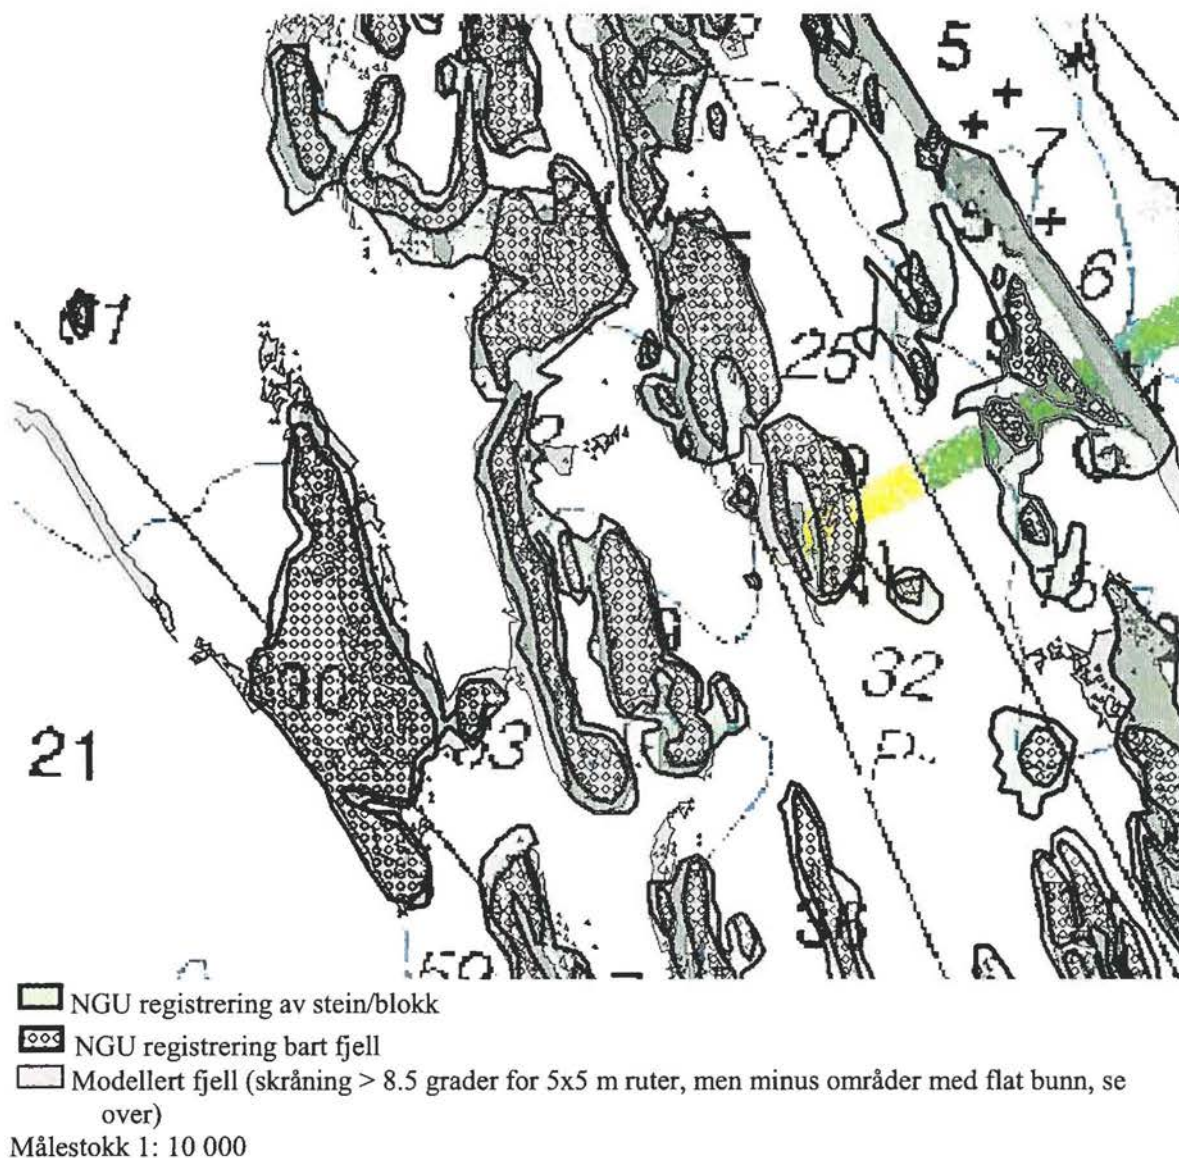 5
20
7
6
25
4
32
21
NGU registrering av stein/blokk
NGU registrering bart fjell
Modellert fjell (skråning > 8.5 grader for 5x5 m ruter, men minus områder med flat bunn, se
over)
Målestokk 1: 10 000